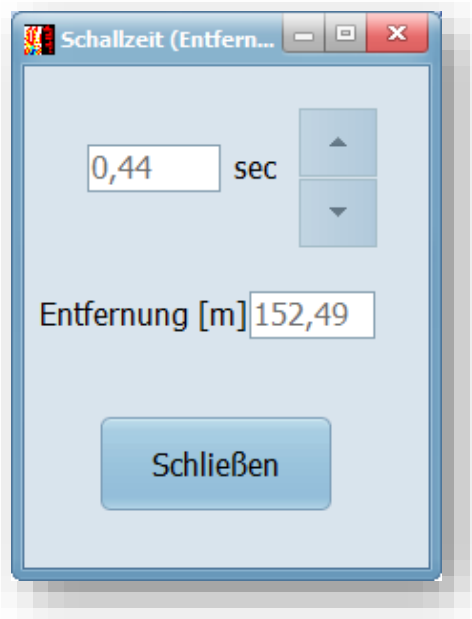 Schallzeit (Entfern...
0,44 sec
Entfernung [m] 152,49
Schließen